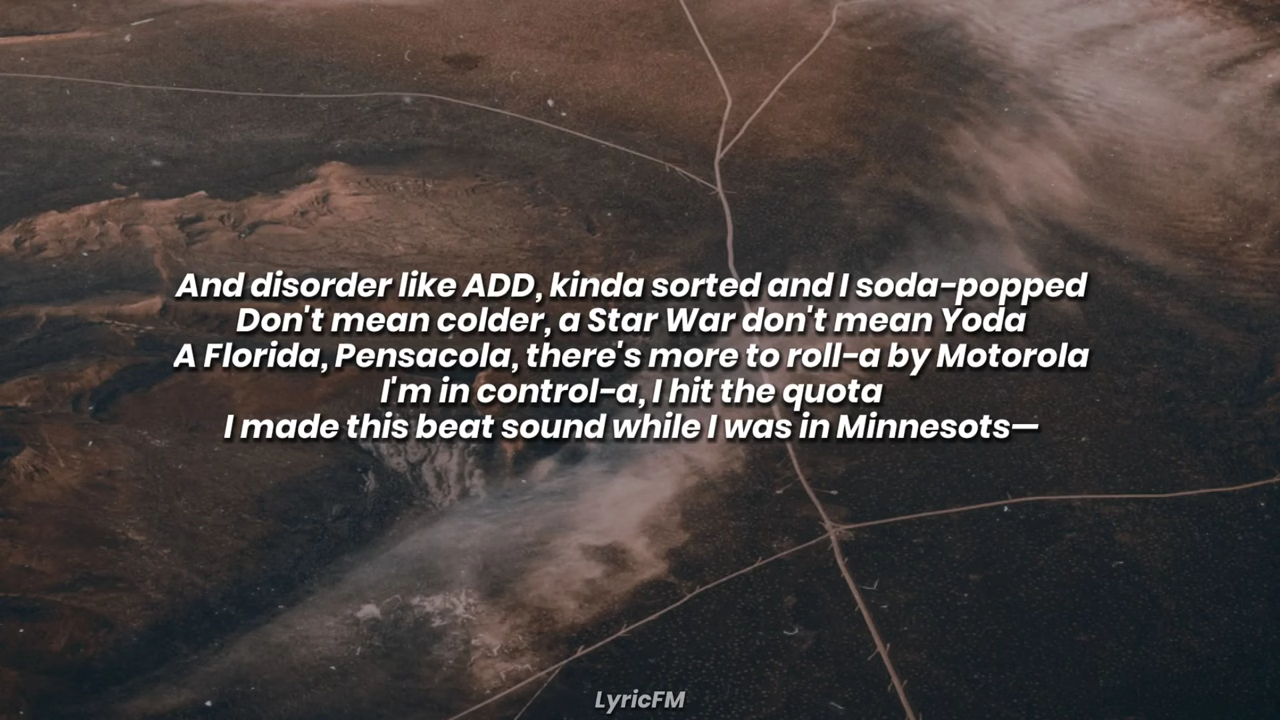 And disorder like ADD, kinda sorted and I soda-popped
Don't mean colder, a Star War don't mean Yoda
A Florida, Pensacola, there's more to roll-a by Motorola
I'm in control-a, I hit the quota
I made this beat sound while I was in Minnesots—
LyricFM